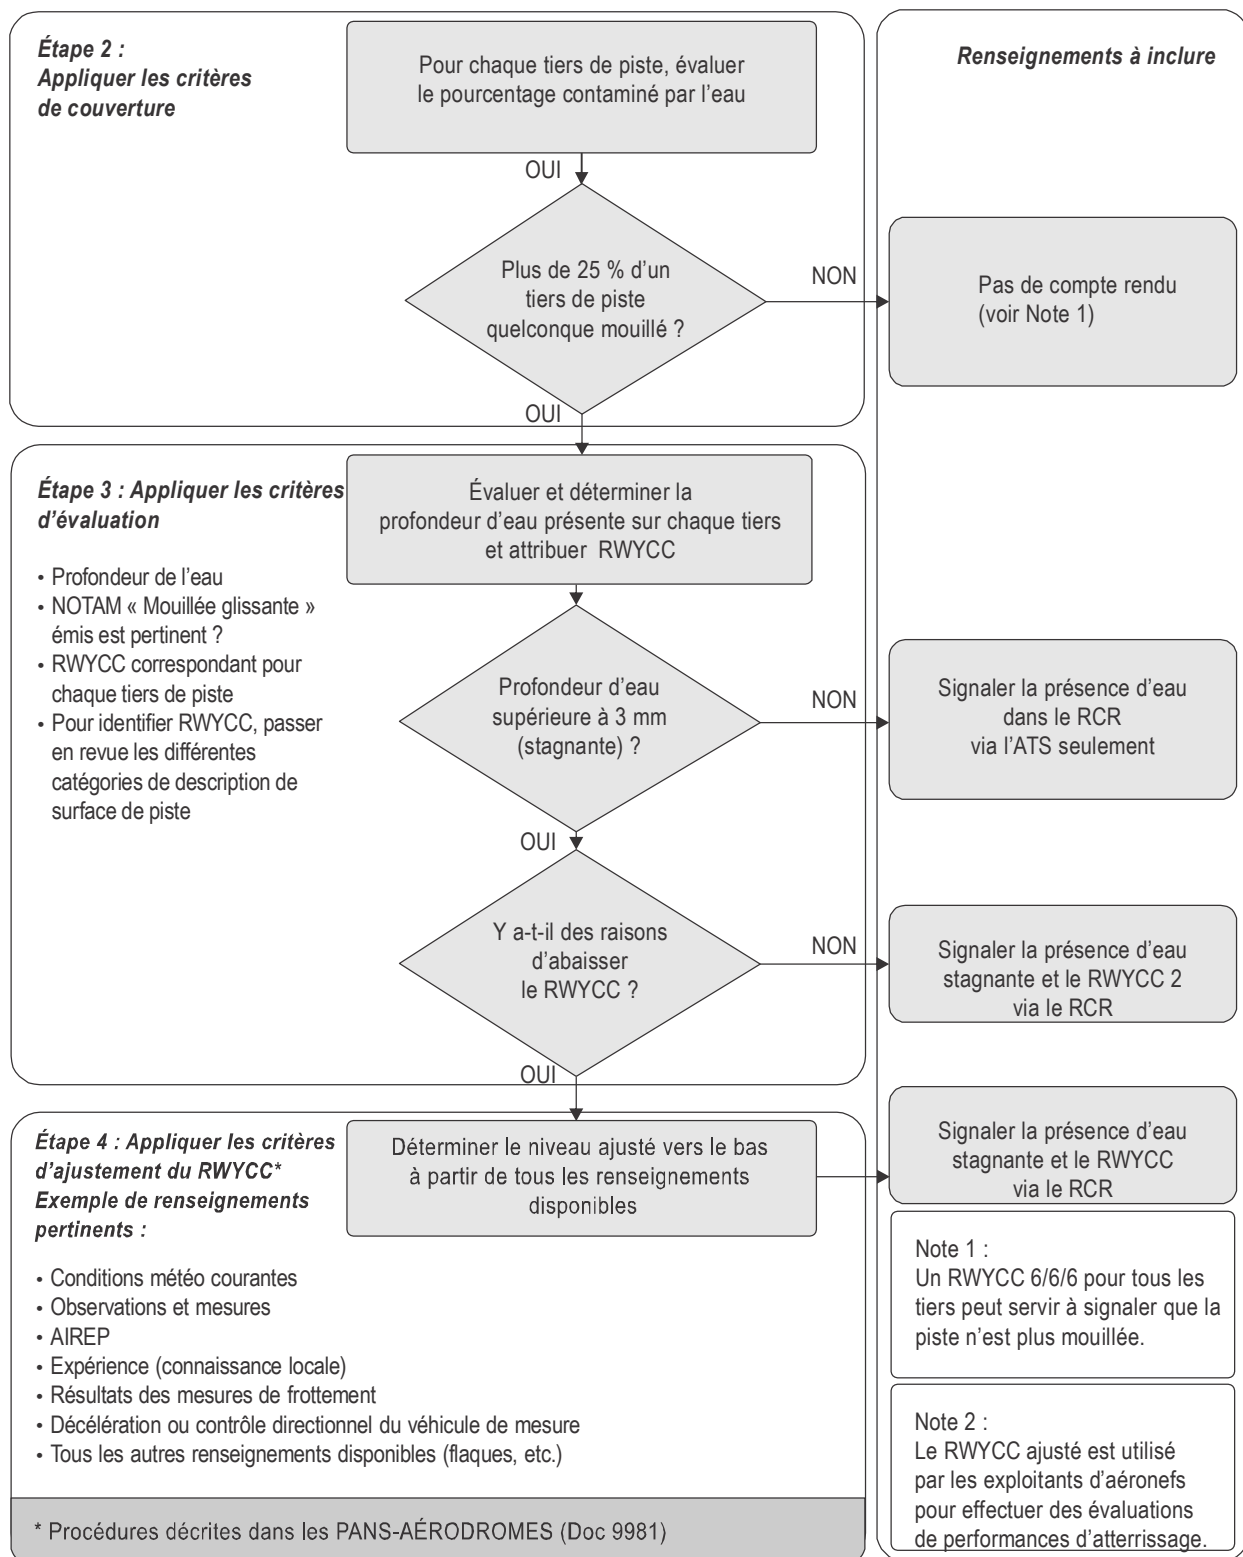 Étape 2 :
Appliquer les critères
de couverture
Pour chaque tiers de piste, évaluer
le pourcentage contaminé par l'eau
OUI
Plus de 25 % d'un
tiers de piste
quelconque mouillé ?
NON
OUI
Renseignements à inclure
Pas de compte rendu
(voir Note 1)
Étape 3 : Appliquer les critères
d'évaluation
• Profondeur de l'eau
• NOTAM « Mouillée glissante »
émis est pertinent ?
• RWYCC correspondant pour
chaque tiers de piste
• Pour identifier RWYCC, passer
en revue les différentes
catégories de description de
surface de piste
Évaluer et déterminer la
profondeur d'eau présente sur chaque tiers
et attribuer RWYCC
Profondeur d'eau
supérieure à 3 mm
(stagnante) ?
NON
Signaler la présence d'eau
dans le RCR
via l'ATS seulement
OUI
Y a-t-il des raisons
d'abaisser
le RWYCC ?
NON
Signaler la présence d'eau
stagnante et le RWYCC 2
via le RCR
OUI
Étape 4 : Appliquer les critères
d'ajustement du RWYCC*
Exemple de renseignements
pertinents :
• Conditions météo courantes
• Observations et mesures
• AIREP
• Expérience (connaissance locale)
• Résultats des mesures de frottement
• Décélération ou contrôle directionnel du véhicule de mesure
• Tous les autres renseignements disponibles (flaques, etc.)
Déterminer le niveau ajusté vers le bas
à partir de tous les renseignements
disponibles
Signaler la présence d'eau
stagnante et le RWYCC
via le RCR
Note 1 :
Un RWYCC 6/6/6 pour tous les
tiers peut servir à signaler que la
piste n'est plus mouillée.
Note 2 :
Le RWYCC ajusté est utilisé
par les exploitants d'aéronefs
pour effectuer des évaluations
de performances d'atterrissage.
* Procédures décrites dans les PANS-AÉRODROMES (Doc 9981)